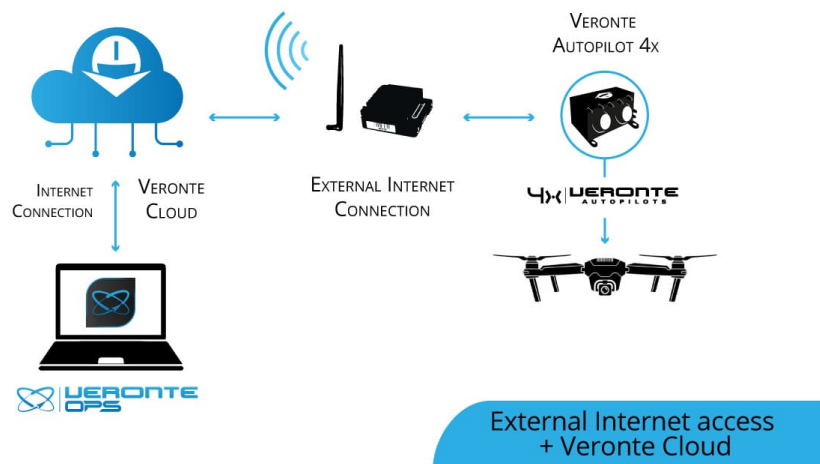 VERONTE
AUTOPILOT 4X
INTERNET
CONNECTION
VERONTE
CLOUD
EXTERNAL INTERNET
CONNECTION
4X VERONTE
AUTOPILOTS
VERONTE
OPS
External Internet access
+ Veronte Cloud